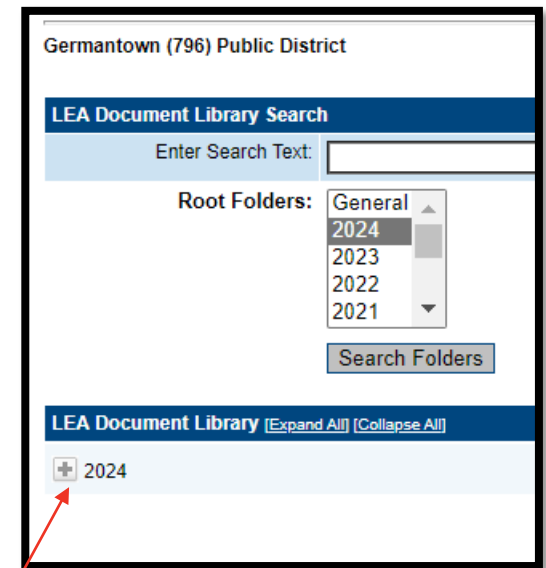 Germantown (796) Public District
LEA Document Library Search
Enter Search Text:
Root Folders:
General
2024
2023
2022
2021
Search Folders
LEA Document Library [Expand All] [Collapse All]
2024